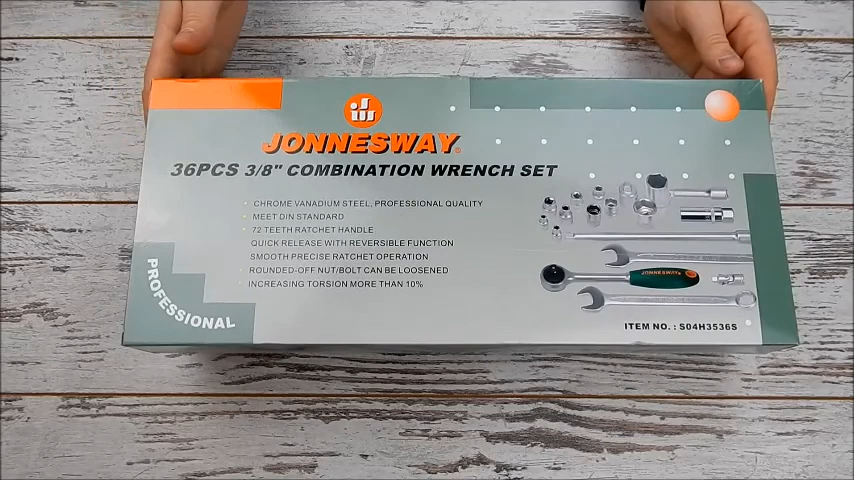 JONNESWAY®
36PCS 3/8" COMBINATION WRENCH SET
CHROME VANADIUM STEEL, PROFESSIONAL QUALITY
MEET DIN STANDARD
72 TEETH RATCHET HANDLE
QUICK RELEASE WITH REVERSIBLE FUNCTION
SMOOTH PRECISE RATCHET OPERATION
ROUNDED-OFF NUT/BOLT CAN BE LOOSENED
INCREASING TORSION MORE THAN 10%
PROFESSIONAL
JONNESWAY
ITEM NO. : S04H3536S